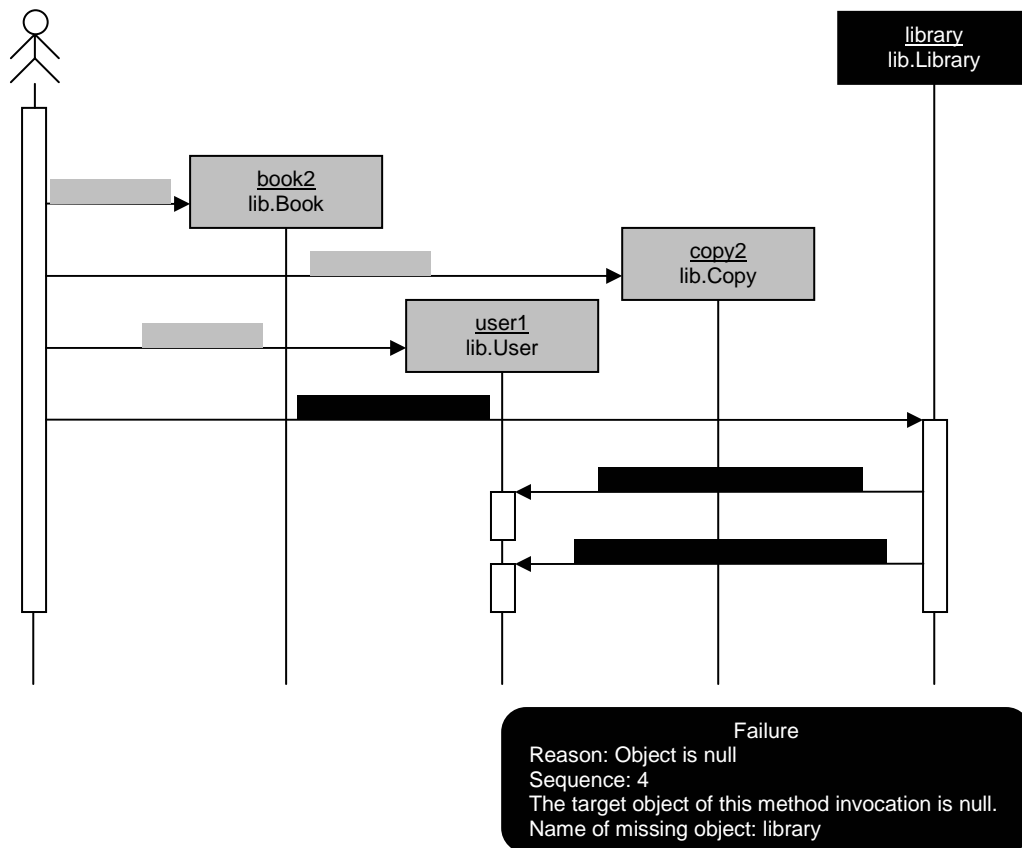 library
lib.Library
book2
lib.Book
copy2
lib.Copy
user1
lib.User
Failure
Reason: Object is null
Sequence: 4
The target object of this method invocation is null.
Name of missing object: library